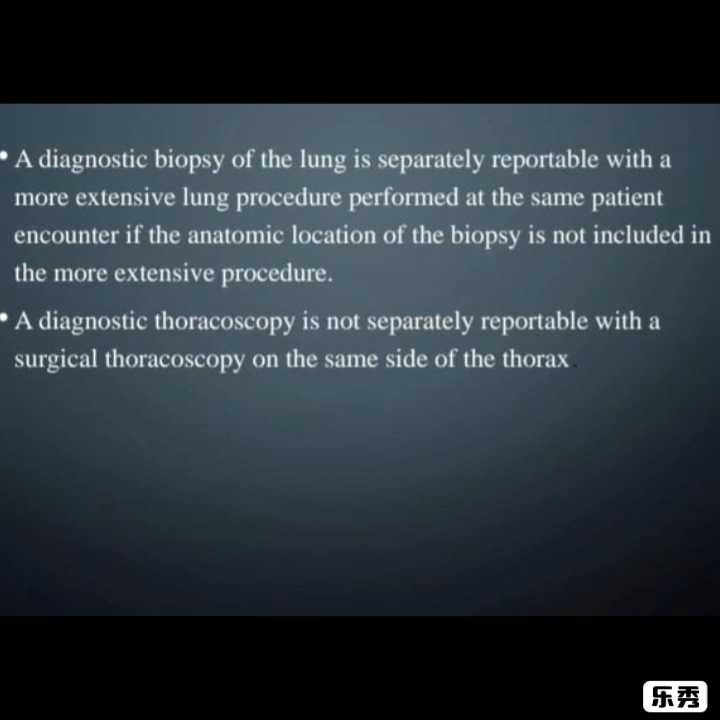 • A diagnostic biopsy of the lung is separately reportable with a
more extensive lung procedure performed at the same patient
encounter if the anatomic location of the biopsy is not included in
the more extensive procedure.
• A diagnostic thoracoscopy is not separately reportable with a
surgical thoracoscopy on the same side of the thorax.
乐秀